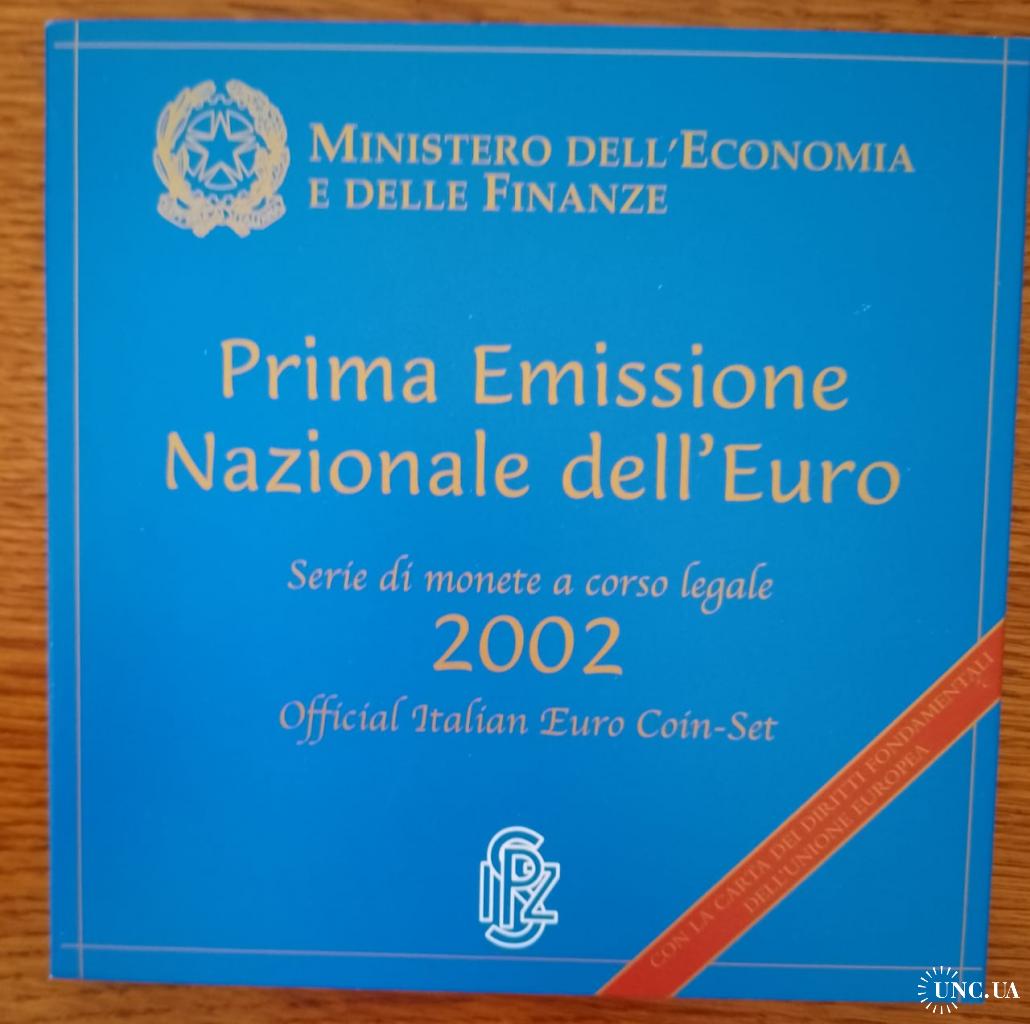 MINISTERO DELL'ECONOMIA
E DELLE FINANZE
Prima Emissione
Nazionale dell'Euro
Serie di monete a corso legale
2002
Official Italian Euro Coin-Set
CON LA CARTA DEI DIRITTI FONDAMENTALI
DELL'UNIONE EUROPEA
IPZS
UNC.UA